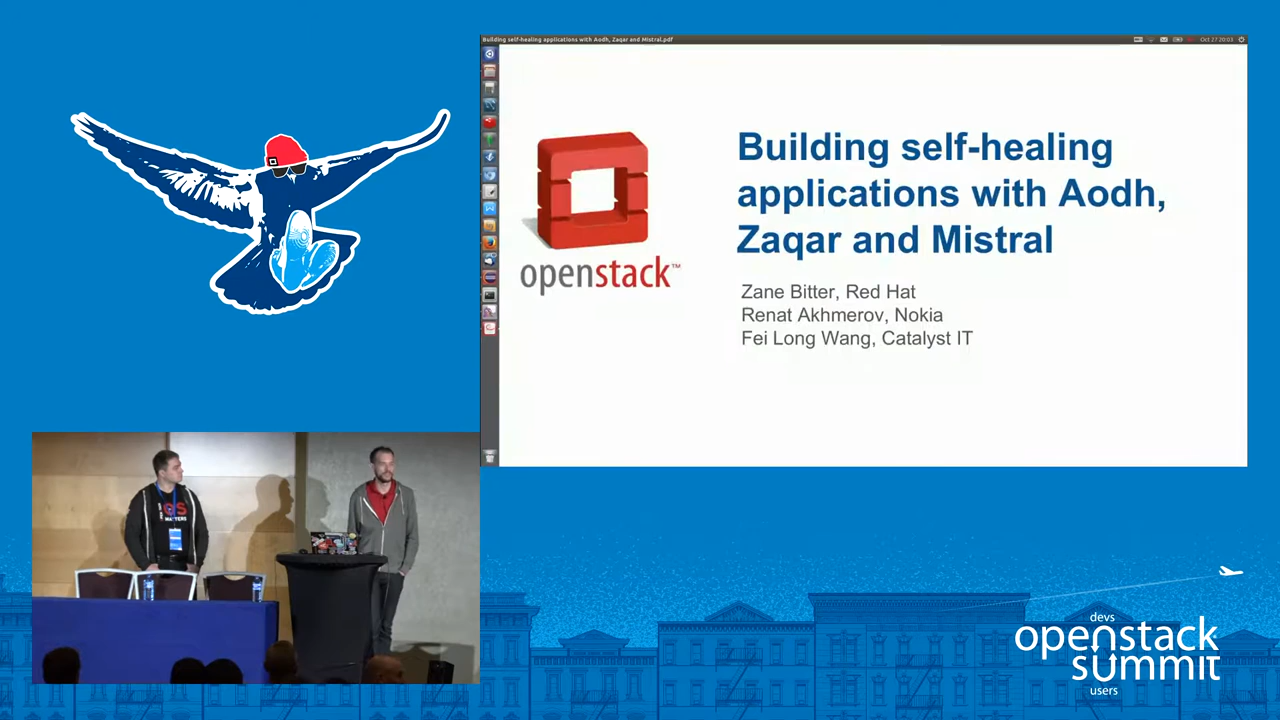 Building self-healing applications with Aodh, Zaqar and Mistral.pdf
Oct 27 20:03
Building self-healing
applications with Aodh,
Zaqar and Mistral
openstack™
Zane Bitter, Red Hat
Renat Akhmerov, Nokia
Fei Long Wang, Catalyst IT
MATTERS
devs
openstack
summit
users